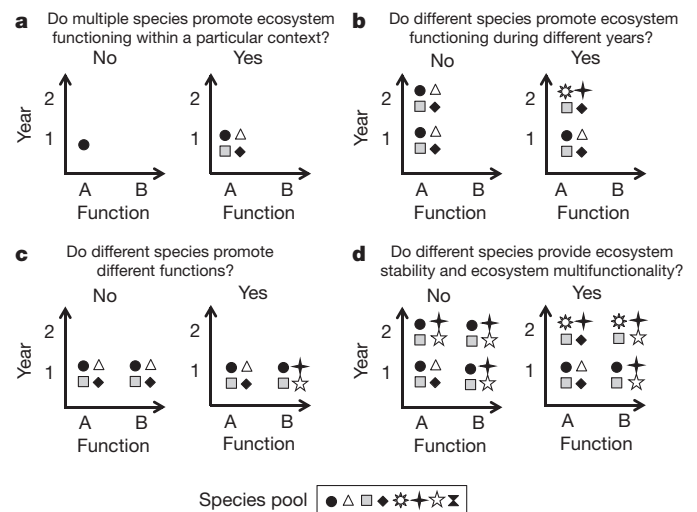 a Do multiple species promote ecosystem
functioning within a particular context?
No Yes
Year
2
1
A B
Function
2
1
A B
Function
b Do different species promote ecosystem
functioning during different years?
No Yes
Year
2
1
A B
Function
2
1
A B
Function
c Do different species promote
different functions?
No Yes
Year
2
1
A B
Function
2
1
A B
Function
d Do different species provide ecosystem
stability and ecosystem multifunctionality?
No Yes
Year
2
1
A B
Function
2
1
A B
Function
Species pool